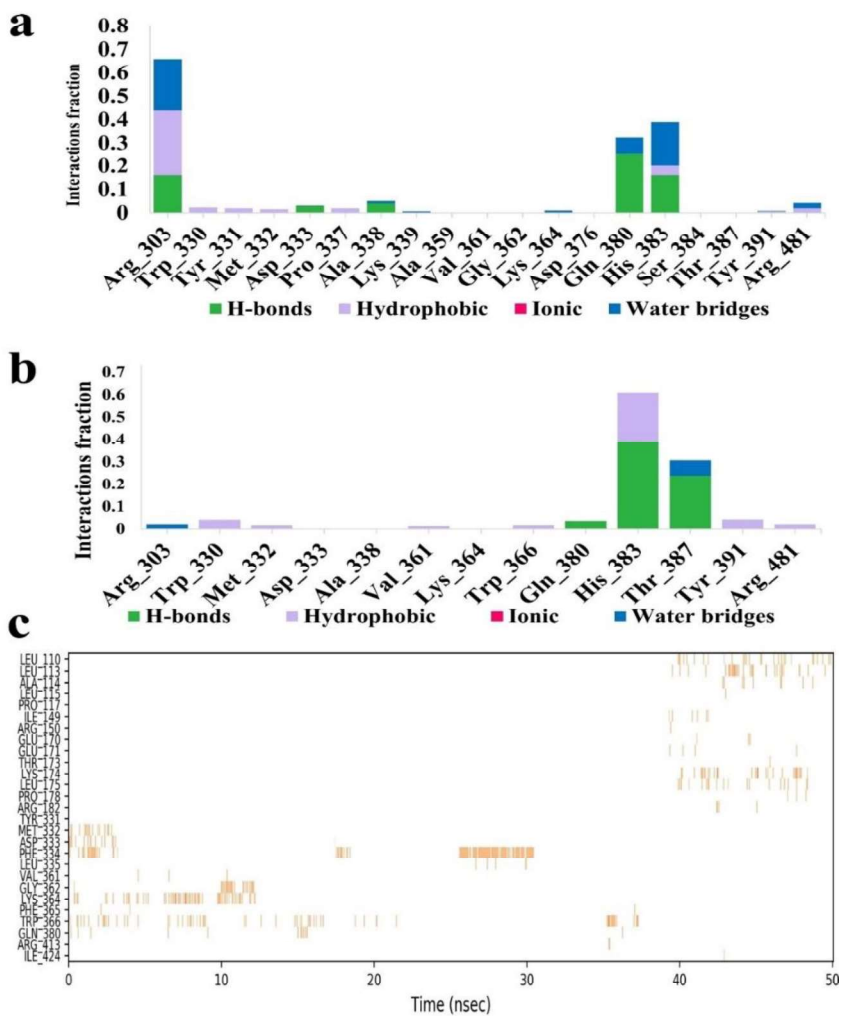 a
Interactions fraction
0.8
0.7
0.6
0.5
0.4
0.3
0.2
0.1
0
Arg_303 Trp_330 Tyr_331 Met_332 Asp_333 Pro_337 Ala_338 Lys_339 Ala_359 Val_361 Gly_362 Lys_364 Asp_376 Gln_380 His_383 Ser_384 Thr_387 Tyr_391 Arg_481
H-bonds Hydrophobic Ionic Water bridges
b
Interactions fraction
0.7
0.6
0.5
0.4
0.3
0.2
0.1
0
Arg_303 Trp_330 Met_332 Asp_333 Ala_338 Val_361 Lys_364 Trp_366 Gln_380 His_383 Thr_387 Tyr_391 Arg_481
H-bonds Hydrophobic Ionic Water bridges
c
LEU_110
LEU_113
ALA_114
LEU_115
PRO_117
ILE_149
ARG_150
GLU_170
GLU_171
THR_173
LYS_174
LEU_175
PRO_178
ARG_182
TYR_331
MET_332
ASP_333
PHE_334
LEU_335
VAL_361
GLY_362
LYS_364
PHE_365
TRP_366
GLN_380
ARG_413
ILE_424
0 10 20 30 40 50
Time (nsec)